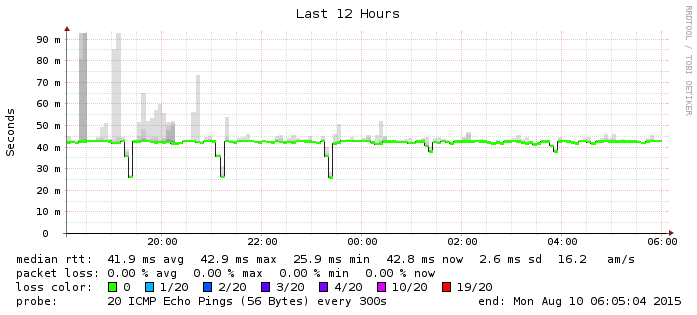 Last 12 Hours
RRDTOOL / TOBI OETIKER
Seconds
90 m
80 m
70 m
60 m
50 m
40 m
30 m
20 m
10 m
0
20:00 22:00 00:00 02:00 04:00 06:00
median rtt: 41.9 ms avg 42.9 ms max 25.9 ms min 42.8 ms now 2.6 ms sd 16.2 am/s
packet loss: 0.00 % avg 0.00 % max 0.00 % min 0.00 % now
loss color: 0 1/20 2/20 3/20 4/20 10/20 19/20
probe: 20 ICMP Echo Pings (56 Bytes) every 300s end: Mon Aug 10 06:05:04 2015